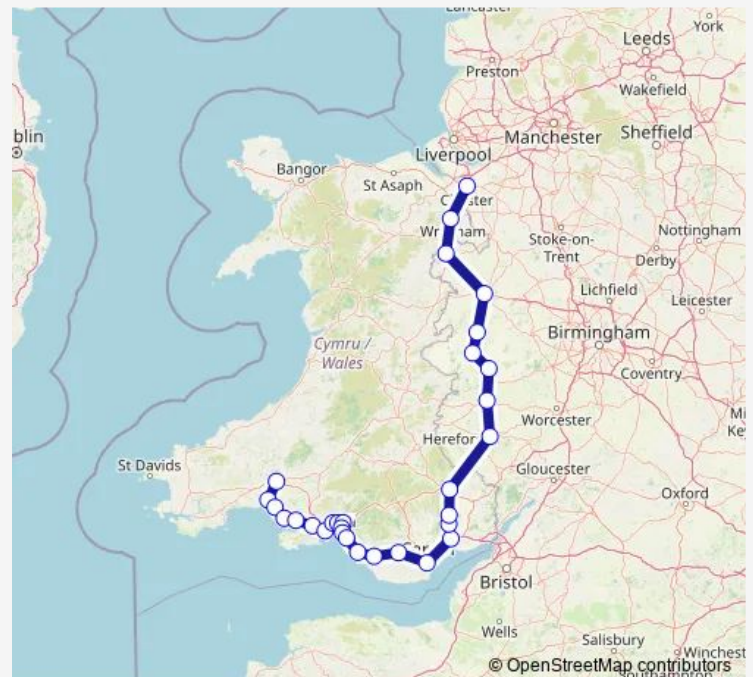 York
Leeds
Preston
Wakefield
Manchester
Sheffield
Liverpool
Bangor
St Asaph
Stoke-on-
Trent
Nottingham
Derby
Lichfield
Leicester
Birmingham
Cymru /
Wales
Coventry
Worcester
Herefor
St Davids
Gloucester
Oxford
Bristol
Wells
Salisbury
© OpenStreetMap contributors